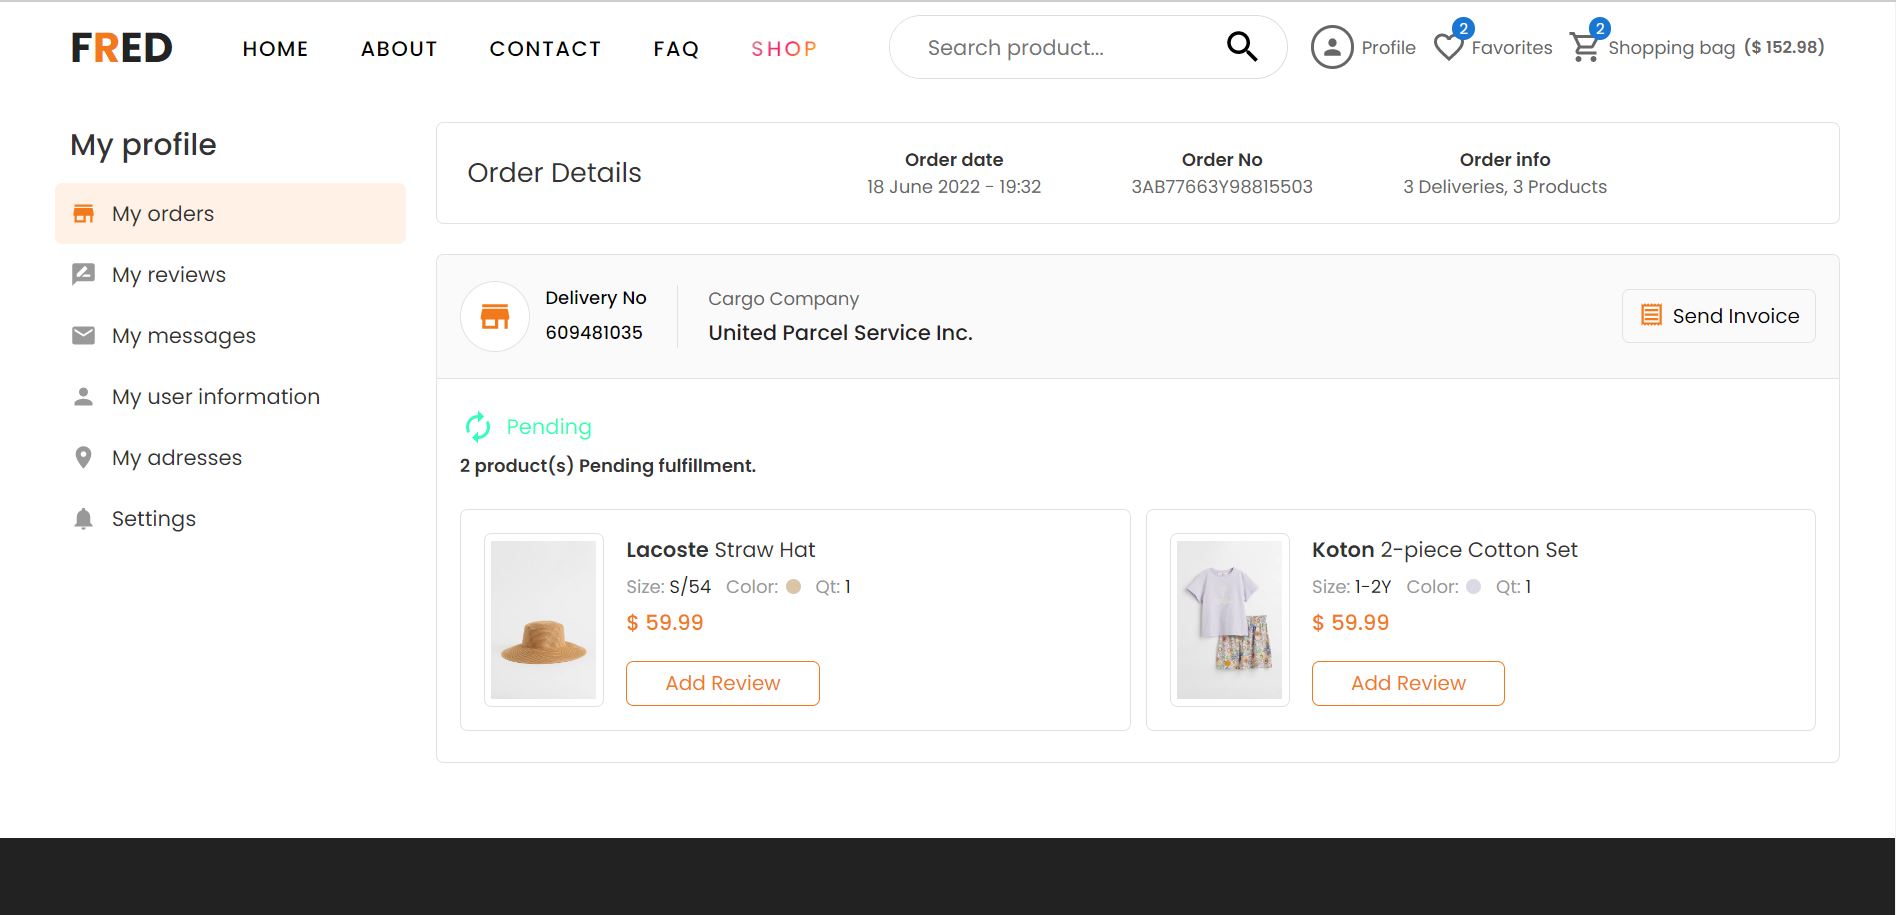 FRED HOME ABOUT CONTACT FAQ SHOP Search product... Profile 2 Favorites 2 Shopping bag ($ 152.98)
My profile
My orders
My reviews
My messages
My user information
My adresses
Settings
Order Details
Order date
18 June 2022 - 19:32
Order No
3AB77663Y98815503
Order info
3 Deliveries, 3 Products
Delivery No
609481035
Cargo Company
United Parcel Service Inc.
Send Invoice
Pending
2 product(s) Pending fulfillment.
Lacoste Straw Hat
Size: S/54 Color: Qt: 1
$ 59.99
Add Review
Koton 2-piece Cotton Set
Size: 1-2Y Color: Qt: 1
$ 59.99
Add Review